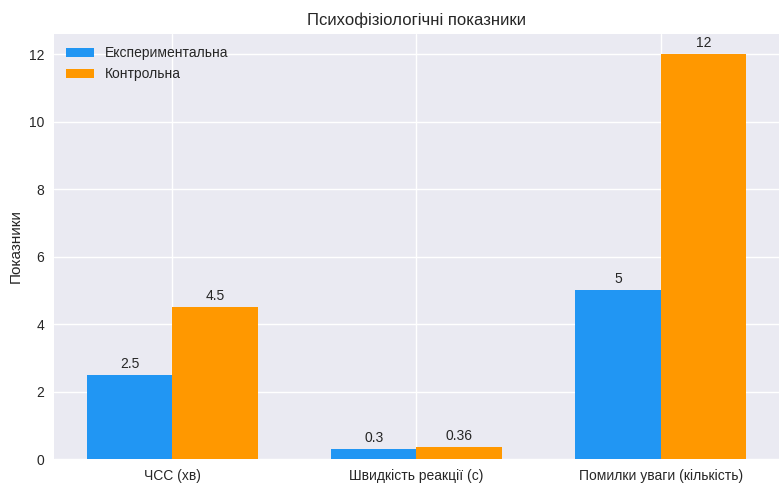 Психофізіологічні показники
Експериментальна
Контрольна
Показники
12
10
8
6
4
2
0
2.5
4.5
0.3
0.36
5
12
ЧСС (хв)
Швидкість реакції (с)
Помилки уваги (кількість)